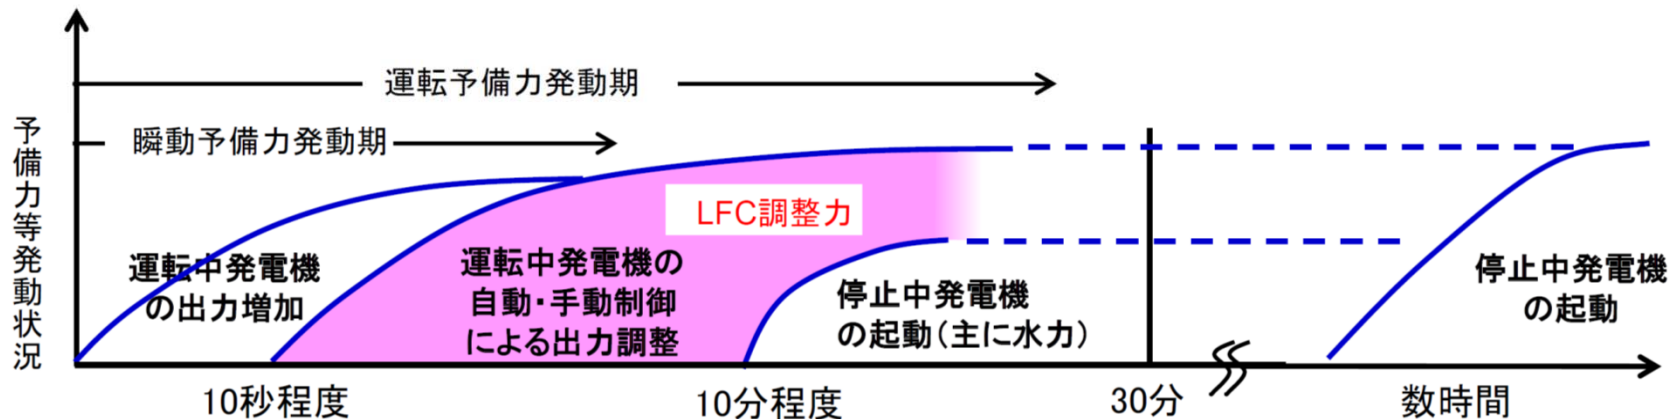 運転予備力発動期
瞬動予備力発動期
予備力等発動状況
LFC調整力
運転中発電機
の出力増加
運転中発電機の
自動・手動制御
による出力調整
停止中発電機
の起動（主に水力）
停止中発電機
の起動
10秒程度
10分程度
30分
数時間